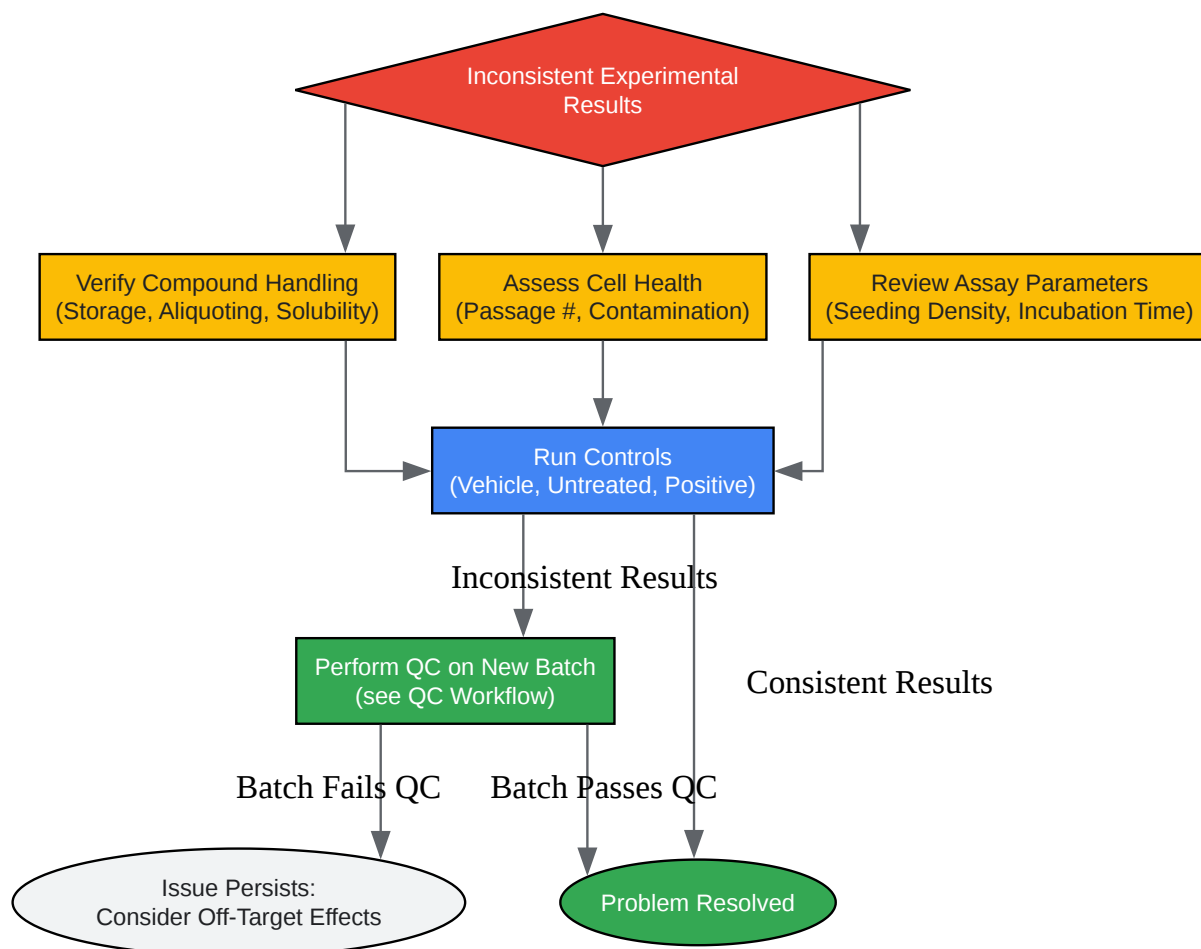 Inconsistent Experimental
Results
Verify Compound Handling
(Storage, Aliquoting, Solubility)
Assess Cell Health
(Passage #, Contamination)
Review Assay Parameters
(Seeding Density, Incubation Time)
Run Controls
(Vehicle, Untreated, Positive)
Inconsistent Results
Perform QC on New Batch
(see QC Workflow)
Consistent Results
Batch Fails QC
Batch Passes QC
Issue Persists:
Consider Off-Target Effects
Problem Resolved